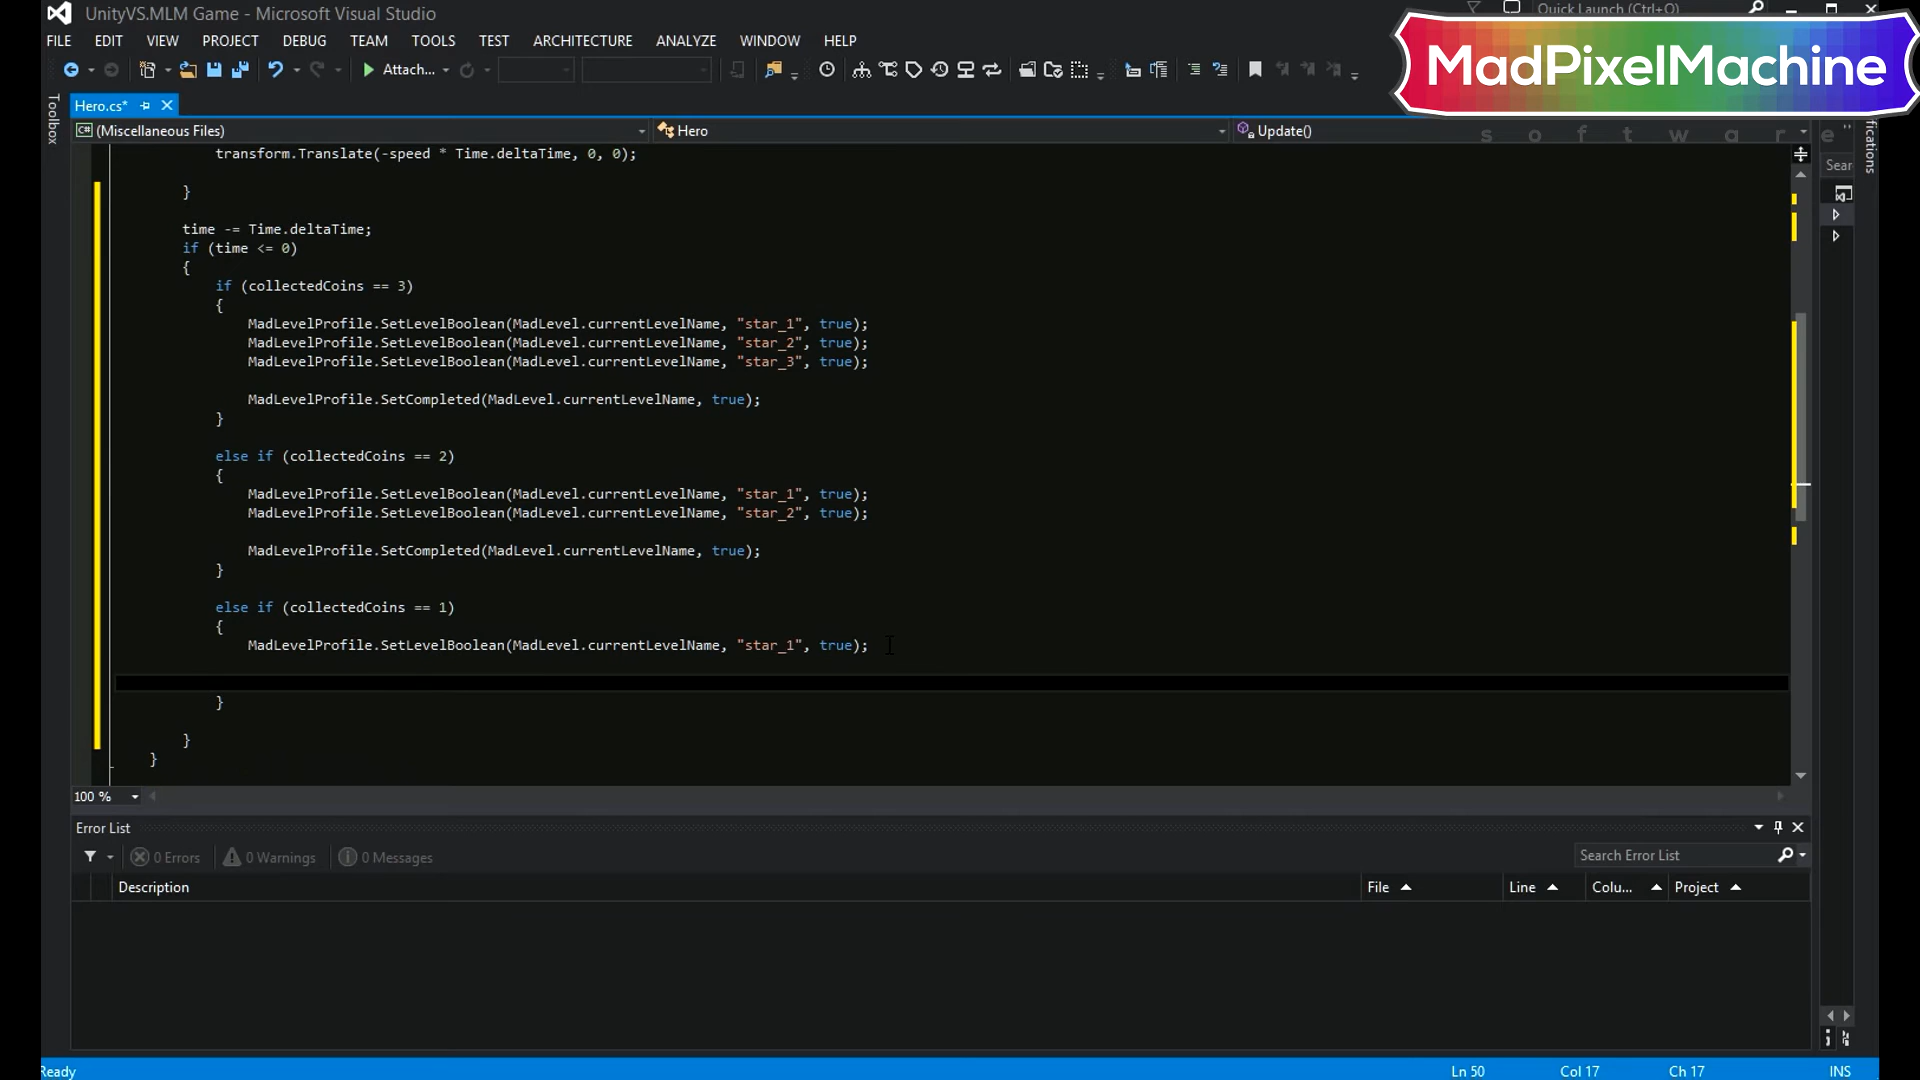 UnityVS.MLM Game - Microsoft Visual Studio
Quick Launch (Ctrl+Q)
MadPixelMachine
FILE EDIT VIEW PROJECT DEBUG TEAM TOOLS TEST ARCHITECTURE ANALYZE WINDOW HELP
Attach...
Toolbox
Hero.cs*
(Miscellaneous Files) Hero Update()
s o f t w a r e
Sear
transform.Translate(-speed * Time.deltaTime, 0, 0);
}
time -= Time.deltaTime;
if (time <= 0)
{
if (collectedCoins == 3)
{
MadLevelProfile.SetLevelBoolean(MadLevel.currentLevelName, "star_1", true);
MadLevelProfile.SetLevelBoolean(MadLevel.currentLevelName, "star_2", true);
MadLevelProfile.SetLevelBoolean(MadLevel.currentLevelName, "star_3", true);
MadLevelProfile.SetCompleted(MadLevel.currentLevelName, true);
}
else if (collectedCoins == 2)
{
MadLevelProfile.SetLevelBoolean(MadLevel.currentLevelName, "star_1", true);
MadLevelProfile.SetLevelBoolean(MadLevel.currentLevelName, "star_2", true);
MadLevelProfile.SetCompleted(MadLevel.currentLevelName, true);
}
else if (collectedCoins == 1)
{
MadLevelProfile.SetLevelBoolean(MadLevel.currentLevelName, "star_1", true);
}
}
}
100 %
Error List
0 Errors 0 Warnings 0 Messages
Search Error List
Description File Line Colu... Project
Ready
Ln 50 Col 17 Ch 17 INS